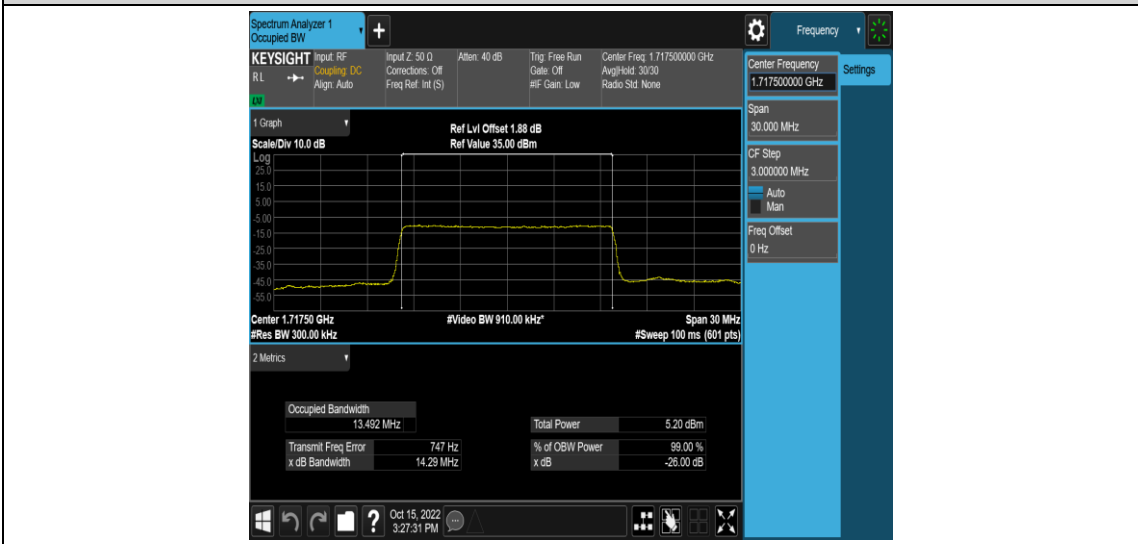 Spectrum Analyzer 1
Occupied BW
+
Frequency
KEYSIGHT
RL
LXI
Input: RF
Coupling: DC
Align: Auto
Input Z: 50 Ω
Corrections: Off
Freq Ref: Int (S)
Atten: 40 dB
Trig: Free Run
Gate: Off
#IF Gain: Low
Center Freq: 1.717500000 GHz
Avg|Hold: 30/30
Radio Std: None
Center Frequency
1.717500000 GHz
Settings
Span
30.000 MHz
CF Step
3.000000 MHz
Auto
Man
Freq Offset
0 Hz
1 Graph
Scale/Div 10.0 dB
Ref Lvl Offset 1.88 dB
Ref Value 35.00 dBm
Log
25.0
15.0
5.00
-5.00
-15.0
-25.0
-35.0
-45.0
-55.0
Center 1.71750 GHz
#Video BW 910.00 kHz*
Span 30 MHz
#Res BW 300.00 kHz
#Sweep 100 ms (601 pts)
2 Metrics
Occupied Bandwidth
13.492 MHz
Total Power 5.20 dBm
Transmit Freq Error 747 Hz
% of OBW Power 99.00 %
x dB Bandwidth 14.29 MHz
x dB -26.00 dB
?
Oct 15, 2022
3:27:31 PM